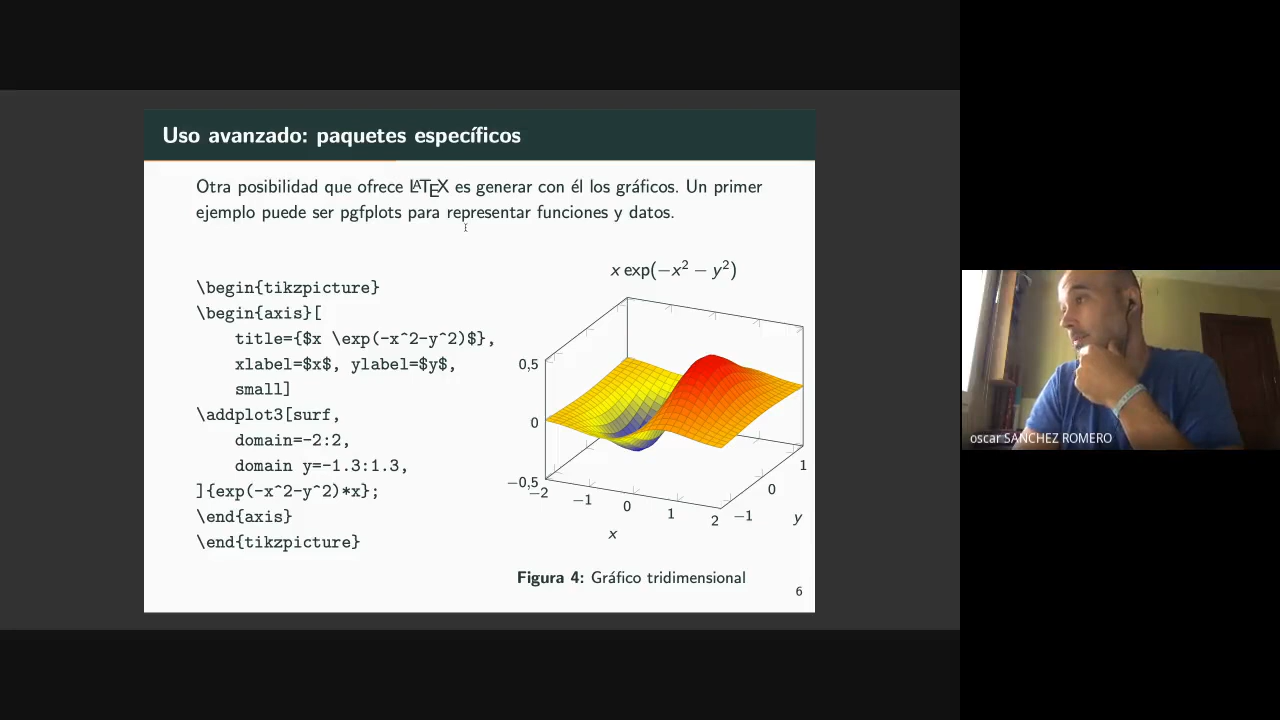 Uso avanzado: paquetes específicos
Otra posibilidad que ofrece LATEX es generar con él los gráficos. Un primer
ejemplo puede ser pgfplots para representar funciones y datos.
\begin{tikzpicture}
\begin{axis}[
title={$x \exp(-x^2-y^2)$},
xlabel=$x$, ylabel=$y$,
small]
\addplot3[surf,
domain=-2:2,
domain y=-1.3:1.3,
]{exp(-x^2-y^2)*x};
\end{axis}
\end{tikzpicture}
x exp(−x² − y²)
0,5
0
−0,5
−2
−1
0
1
2
x
−1
0
1
y
Figura 4: Gráfico tridimensional
6
oscar SANCHEZ ROMERO